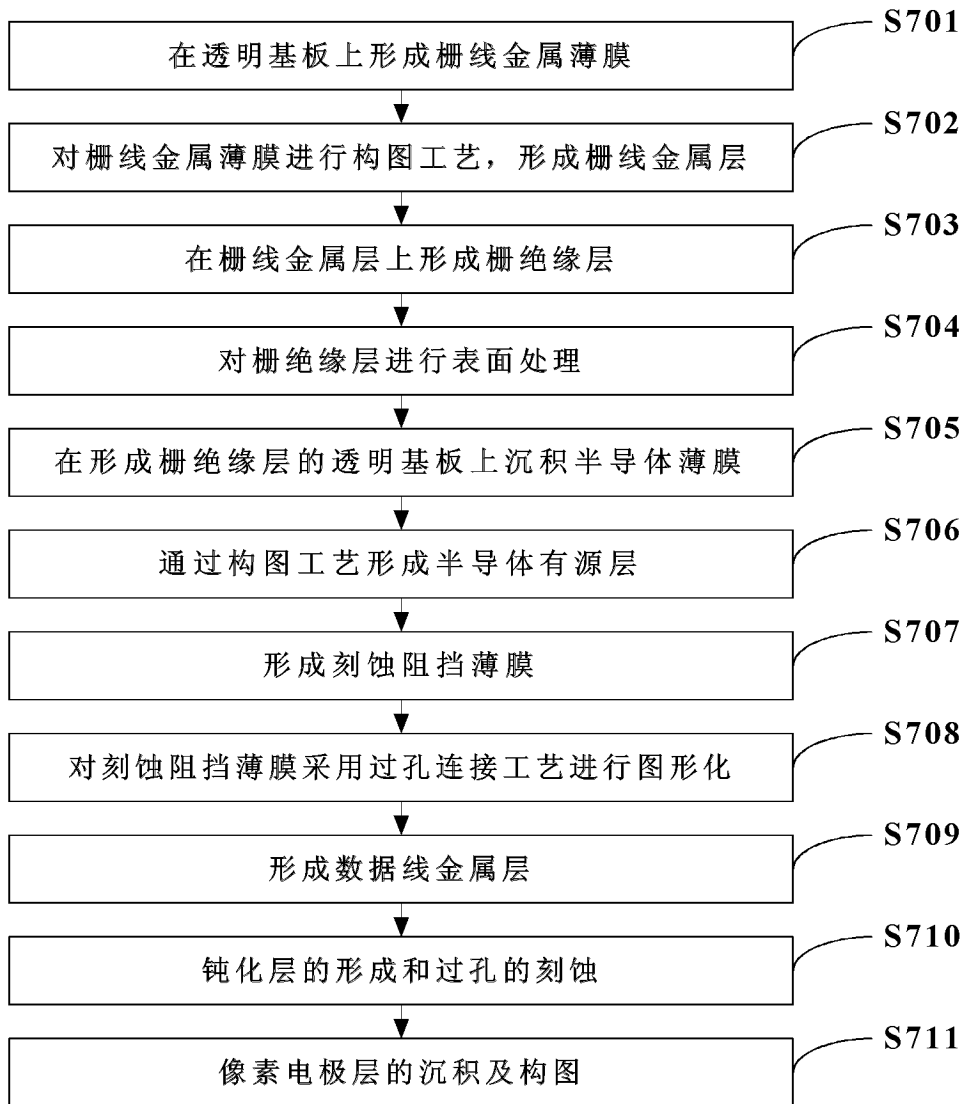 S701
在透明基板上形成栅线金属薄膜
S702
对栅线金属薄膜进行构图工艺，形成栅线金属层
S703
在栅线金属层上形成栅绝缘层
S704
对栅绝缘层进行表面处理
S705
在形成栅绝缘层的透明基板上沉积半导体薄膜
S706
通过构图工艺形成半导体有源层
S707
形成刻蚀阻挡薄膜
S708
对刻蚀阻挡薄膜采用过孔连接工艺进行图形化
S709
形成数据线金属层
S710
钝化层的形成和过孔的刻蚀
S711
像素电极层的沉积及构图